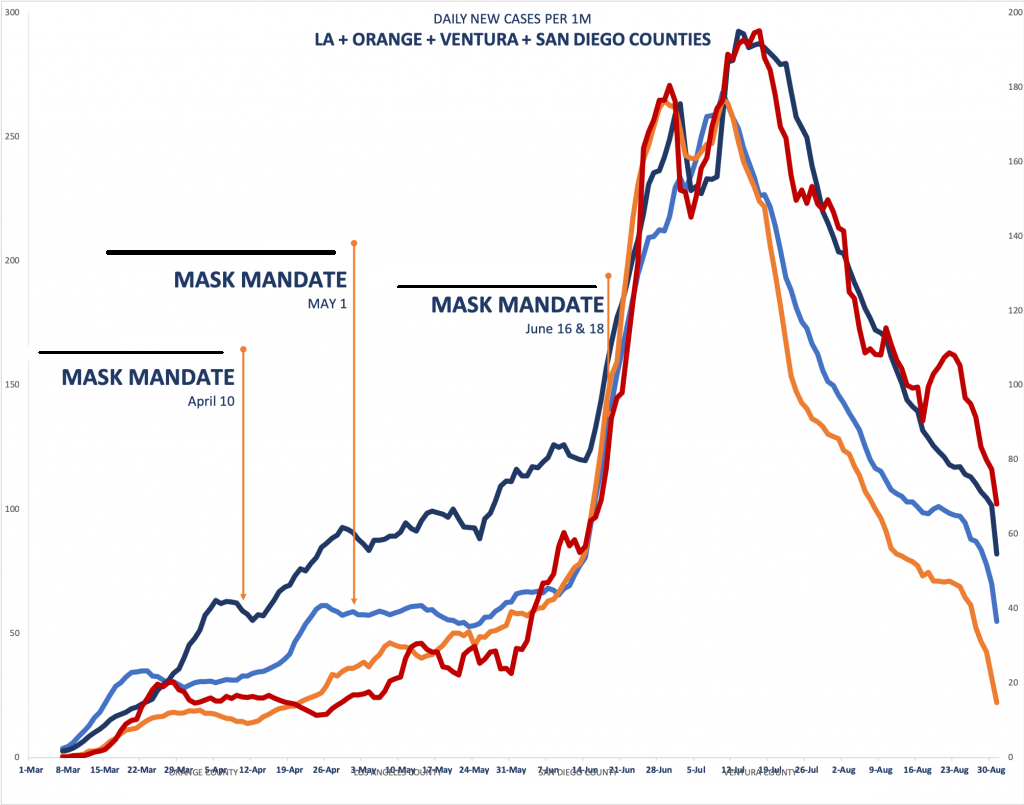 DAILY NEW CASES PER 1M
LA + ORANGE + VENTURA + SAN DIEGO COUNTIES
300
250
200
150
100
50
0
200
180
160
140
120
100
80
60
40
20
0
MASK MANDATE
MAY 1
MASK MANDATE
June 16 & 18
MASK MANDATE
April 10
1-Mar 8-Mar 15-Mar 22-Mar 29-Mar 5-Apr 12-Apr 19-Apr 26-Apr 3-May 10-May 17-May 24-May 31-May 14-Jun 21-Jun 28-Jun 5-Jul 12-Jul 19-Jul 26-Jul 2-Aug 9-Aug 16-Aug 23-Aug 30-Aug
ORANGE COUNTY LOS ANGELES COUNTY SAN DIEGO COUNTY VENTURA COUNTY